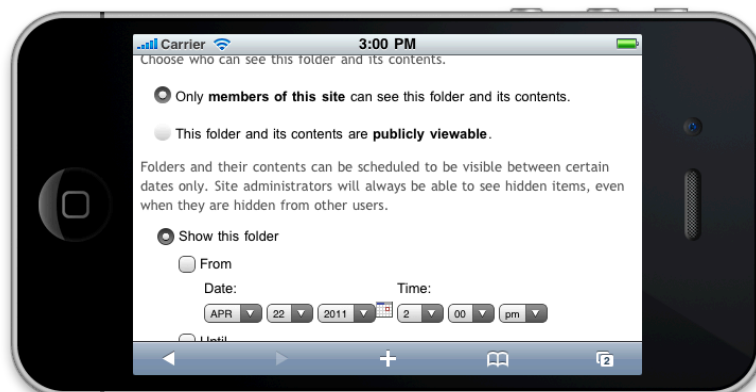 Carrier
3:00 PM
Choose who can see this folder and its contents.
Only members of this site can see this folder and its contents.
This folder and its contents are publicly viewable.
Folders and their contents can be scheduled to be visible between certain
dates only. Site administrators will always be able to see hidden items, even
when they are hidden from other users.
Show this folder
From
Date: Time:
APR 22 2011 2 00 pm
Until
2